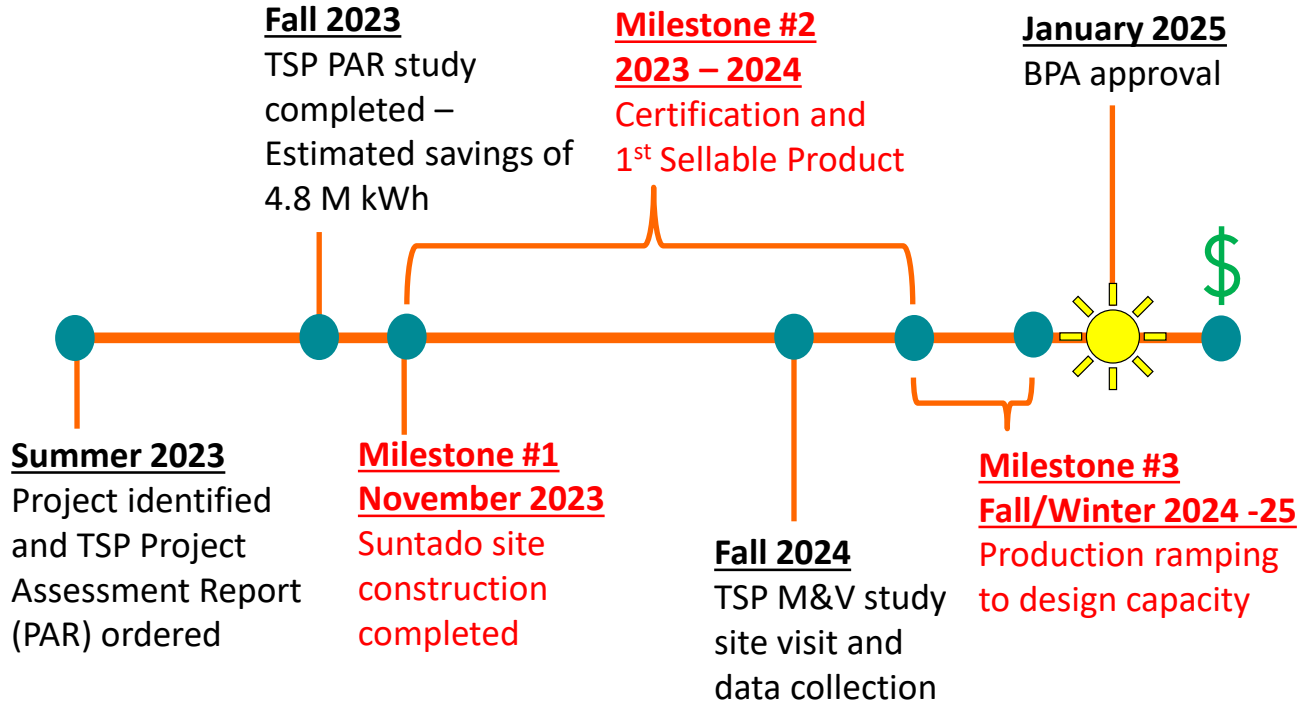 Fall 2023
TSP PAR study
completed –
Estimated savings of
4.8 M kWh
Milestone #2
2023 – 2024
Certification and
1st Sellable Product
January 2025
BPA approval
$
Summer 2023
Project identified
and TSP Project
Assessment Report
(PAR) ordered
Milestone #1
November 2023
Suntado site
construction
completed
Fall 2024
TSP M&V study
site visit and
data collection
Milestone #3
Fall/Winter 2024 -25
Production ramping
to design capacity